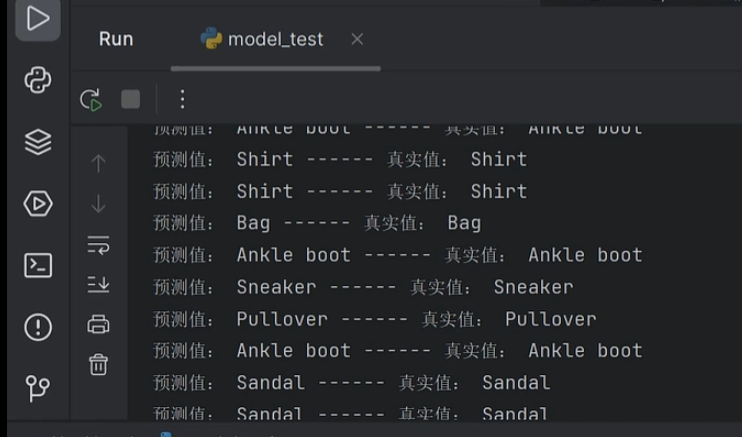 Run
model_test
预测值: Ankle boot ------ 真实值: Ankle boot
预测值: Shirt ------ 真实值: Shirt
预测值: Shirt ------ 真实值: Shirt
预测值: Bag ------ 真实值: Bag
预测值: Ankle boot ------ 真实值: Ankle boot
预测值: Sneaker ------ 真实值: Sneaker
预测值: Pullover ------ 真实值: Pullover
预测值: Ankle boot ------ 真实值: Ankle boot
预测值: Sandal ------ 真实值: Sandal
预测值: Sandal ------ 真实值: Sandal